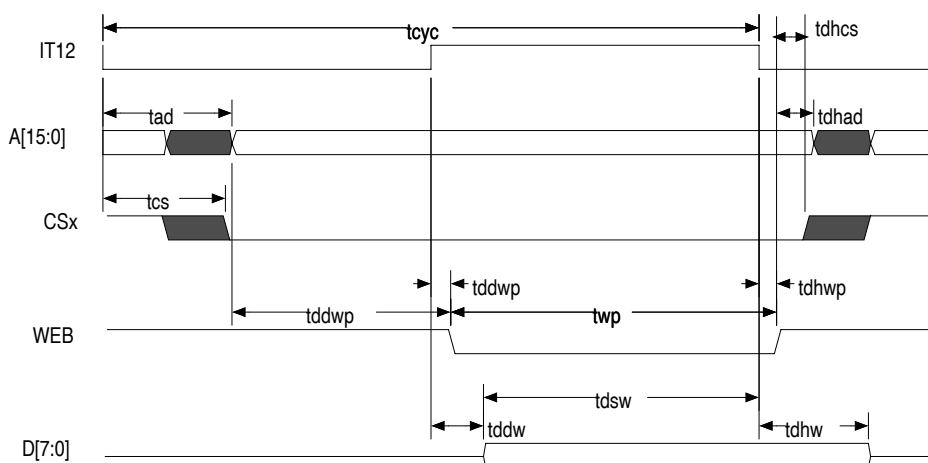 tcyc
tdhcs
IT12
tad
tdhad
A[15:0]
tcs
CSx
tddwp
tdhwp
tddwp
twp
WEB
tdsw
tddw
tdhw
D[7:0]